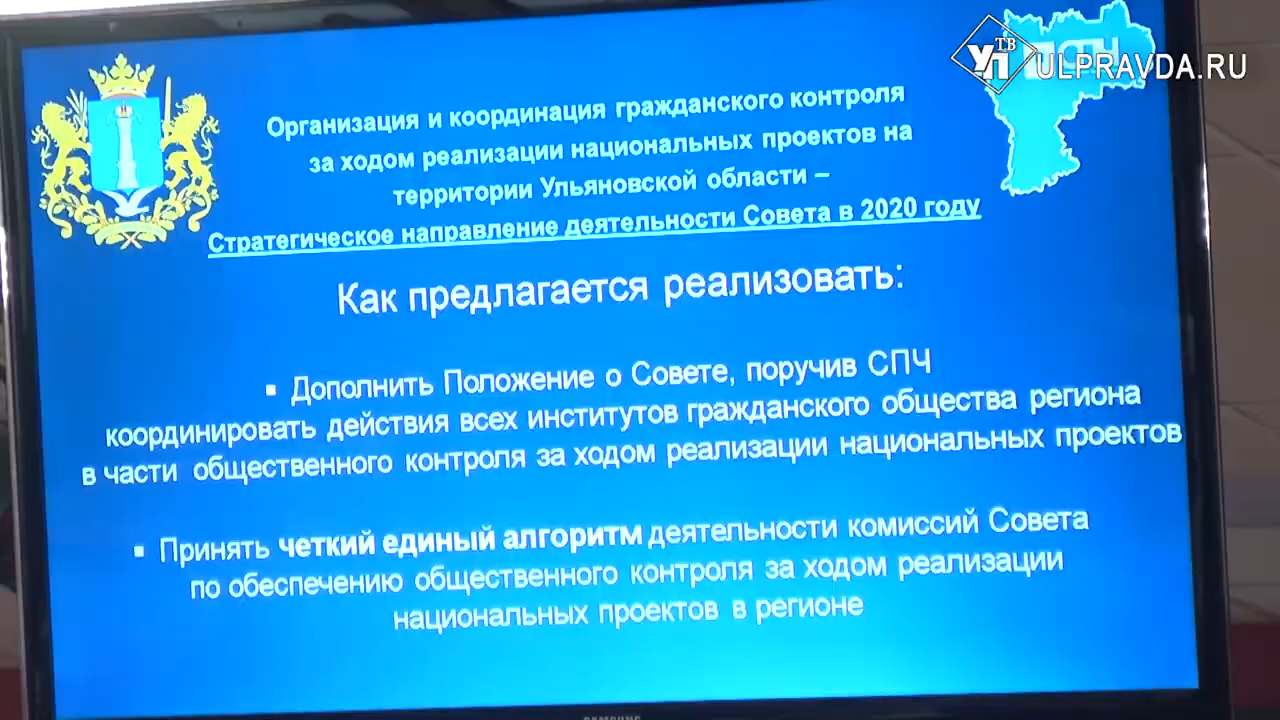 УП ТВ
ULPRAVDA.RU
Организация и координация гражданского контроля
за ходом реализации национальных проектов на
территории Ульяновской области –
Стратегическое направление деятельности Совета в 2020 году
Как предлагается реализовать:
▪ Дополнить Положение о Совете, поручив СПЧ
координировать действия всех институтов гражданского общества региона
в части общественного контроля за ходом реализации национальных проектов
▪ Принять четкий единый алгоритм деятельности комиссий Совета
по обеспечению общественного контроля за ходом реализации
национальных проектов в регионе